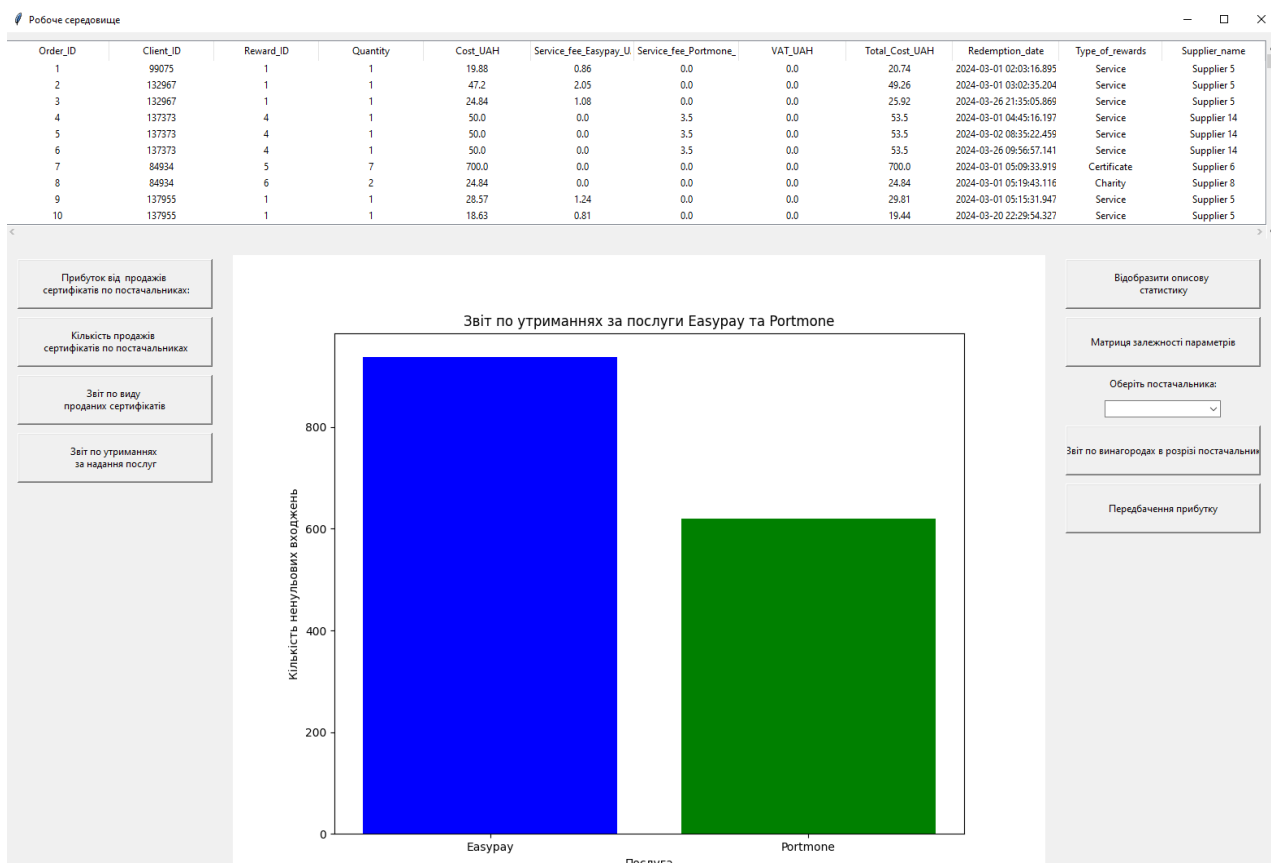 Робоче середовище
Order_ID Client_ID Reward_ID Quantity Cost_UAH Service_fee_Easypay_U. Service_fee_Portmone_ VAT_UAH Total_Cost_UAH Redemption_date Type_of_rewards Supplier_name
1 99075 1 1 19.88 0.86 0.0 0.0 20.74 2024-03-01 02:03:16.895 Service Supplier 5
2 132967 1 1 47.2 2.05 0.0 0.0 49.26 2024-03-01 03:02:35.204 Service Supplier 5
3 132967 1 1 24.84 1.08 0.0 0.0 25.92 2024-03-26 21:35:05.869 Service Supplier 5
4 137373 4 1 50.0 0.0 3.5 0.0 53.5 2024-03-01 04:45:16.197 Service Supplier 14
5 137373 4 1 50.0 0.0 3.5 0.0 53.5 2024-03-02 08:35:22.459 Service Supplier 14
6 137373 4 1 50.0 0.0 3.5 0.0 53.5 2024-03-26 09:56:57.141 Service Supplier 14
7 84934 5 7 700.0 0.0 0.0 0.0 700.0 2024-03-01 05:09:33.919 Certificate Supplier 6
8 84934 6 2 24.84 0.0 0.0 0.0 24.84 2024-03-01 05:19:43.116 Charity Supplier 8
9 137955 1 1 28.57 1.24 0.0 0.0 29.81 2024-03-01 05:15:31.947 Service Supplier 5
10 137955 1 1 18.63 0.81 0.0 0.0 19.44 2024-03-20 22:29:54.327 Service Supplier 5
Прибуток від продажів
сертифікатів по постачальниках:
Кількість продажів
сертифікатів по постачальниках
Звіт по виду
проданих сертифікатів
Звіт по утриманнях
за надання послуг
Звіт по утриманнях за послуги Easypay та Portmone
Кількість ненульових входжень
800
600
400
200
0
Easypay Portmone
Послуга
Відобразити описову
статистику
Матриця залежності параметрів
Оберіть постачальника:
Звіт по винагородах в розрізі постачальник
Передбачення прибутку